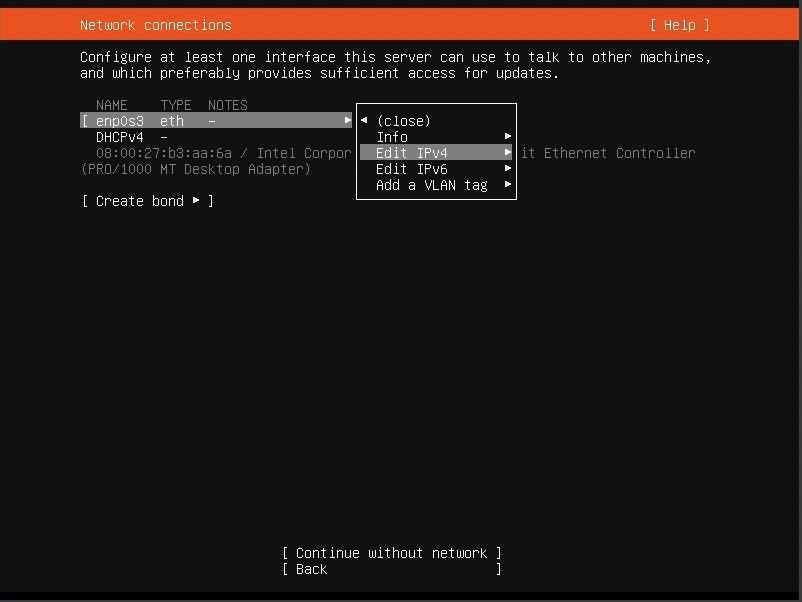 Network connections [ Help ]
Configure at least one interface this server can use to talk to other machines,
and which preferably provides sufficient access for updates.
NAME TYPE NOTES
[ enp0s3 eth - ▸
DHCPv4 -
08:00:27:b3:aa:6a / Intel Corpor it Ethernet Controller
(PRO/1000 MT Desktop Adapter)
◂ (close)
Info ▸
Edit IPv4 ▸
Edit IPv6 ▸
Add a VLAN tag ▸
[ Create bond ▸ ]
[ Continue without network ]
[ Back ]